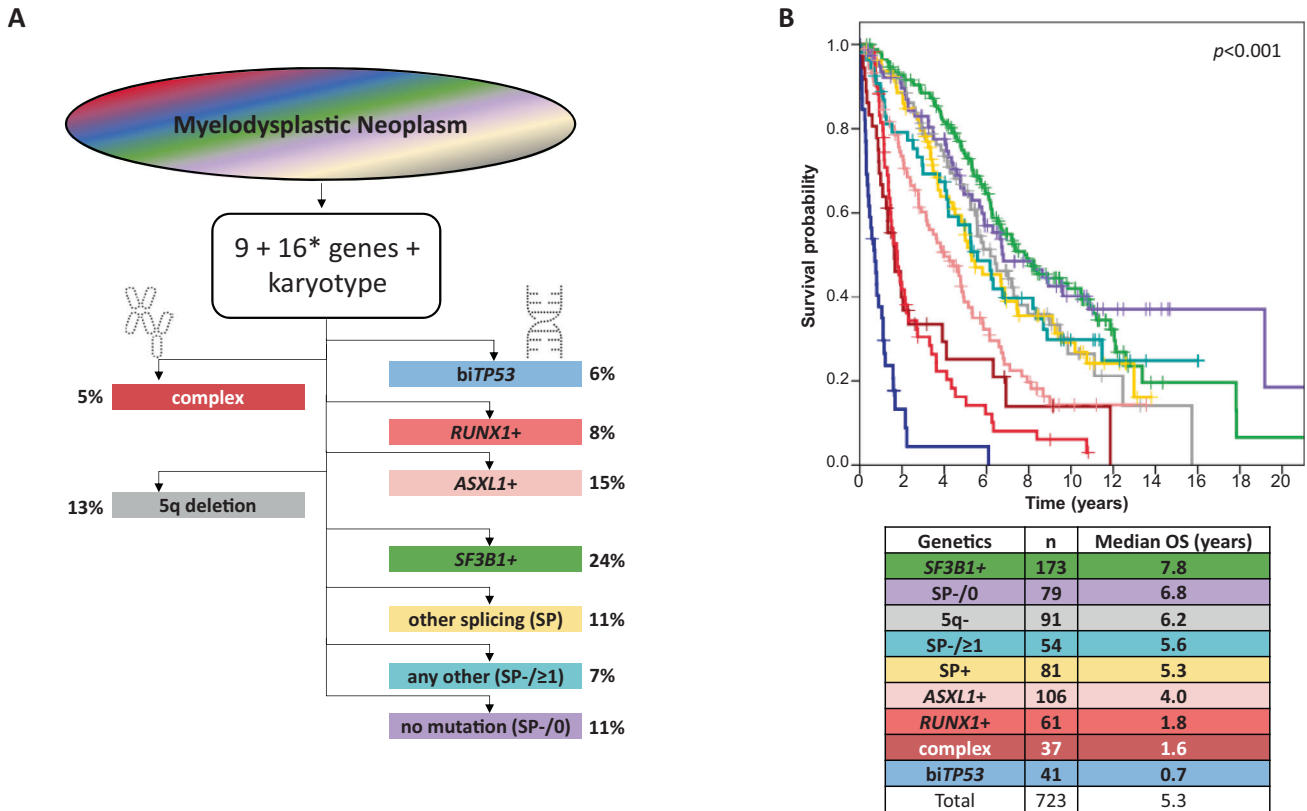 A
Myelodysplastic Neoplasm
9 + 16* genes +
karyotype
biTP53 6%
5% complex
RUNX1+ 8%
ASXL1+ 15%
13% 5q deletion
SF3B1+ 24%
other splicing (SP) 11%
any other (SP-/≥1) 7%
no mutation (SP-/0) 11%
B
p<0.001
Survival probability
1.0
0.8
0.6
0.4
0.2
0.0
0 2 4 6 8 10 12 14 16 18 20
Time (years)
Genetics n Median OS (years)
SF3B1+ 173 7.8
SP-/0 79 6.8
5q- 91 6.2
SP-/≥1 54 5.6
SP+ 81 5.3
ASXL1+ 106 4.0
RUNX1+ 61 1.8
complex 37 1.6
biTP53 41 0.7
Total 723 5.3